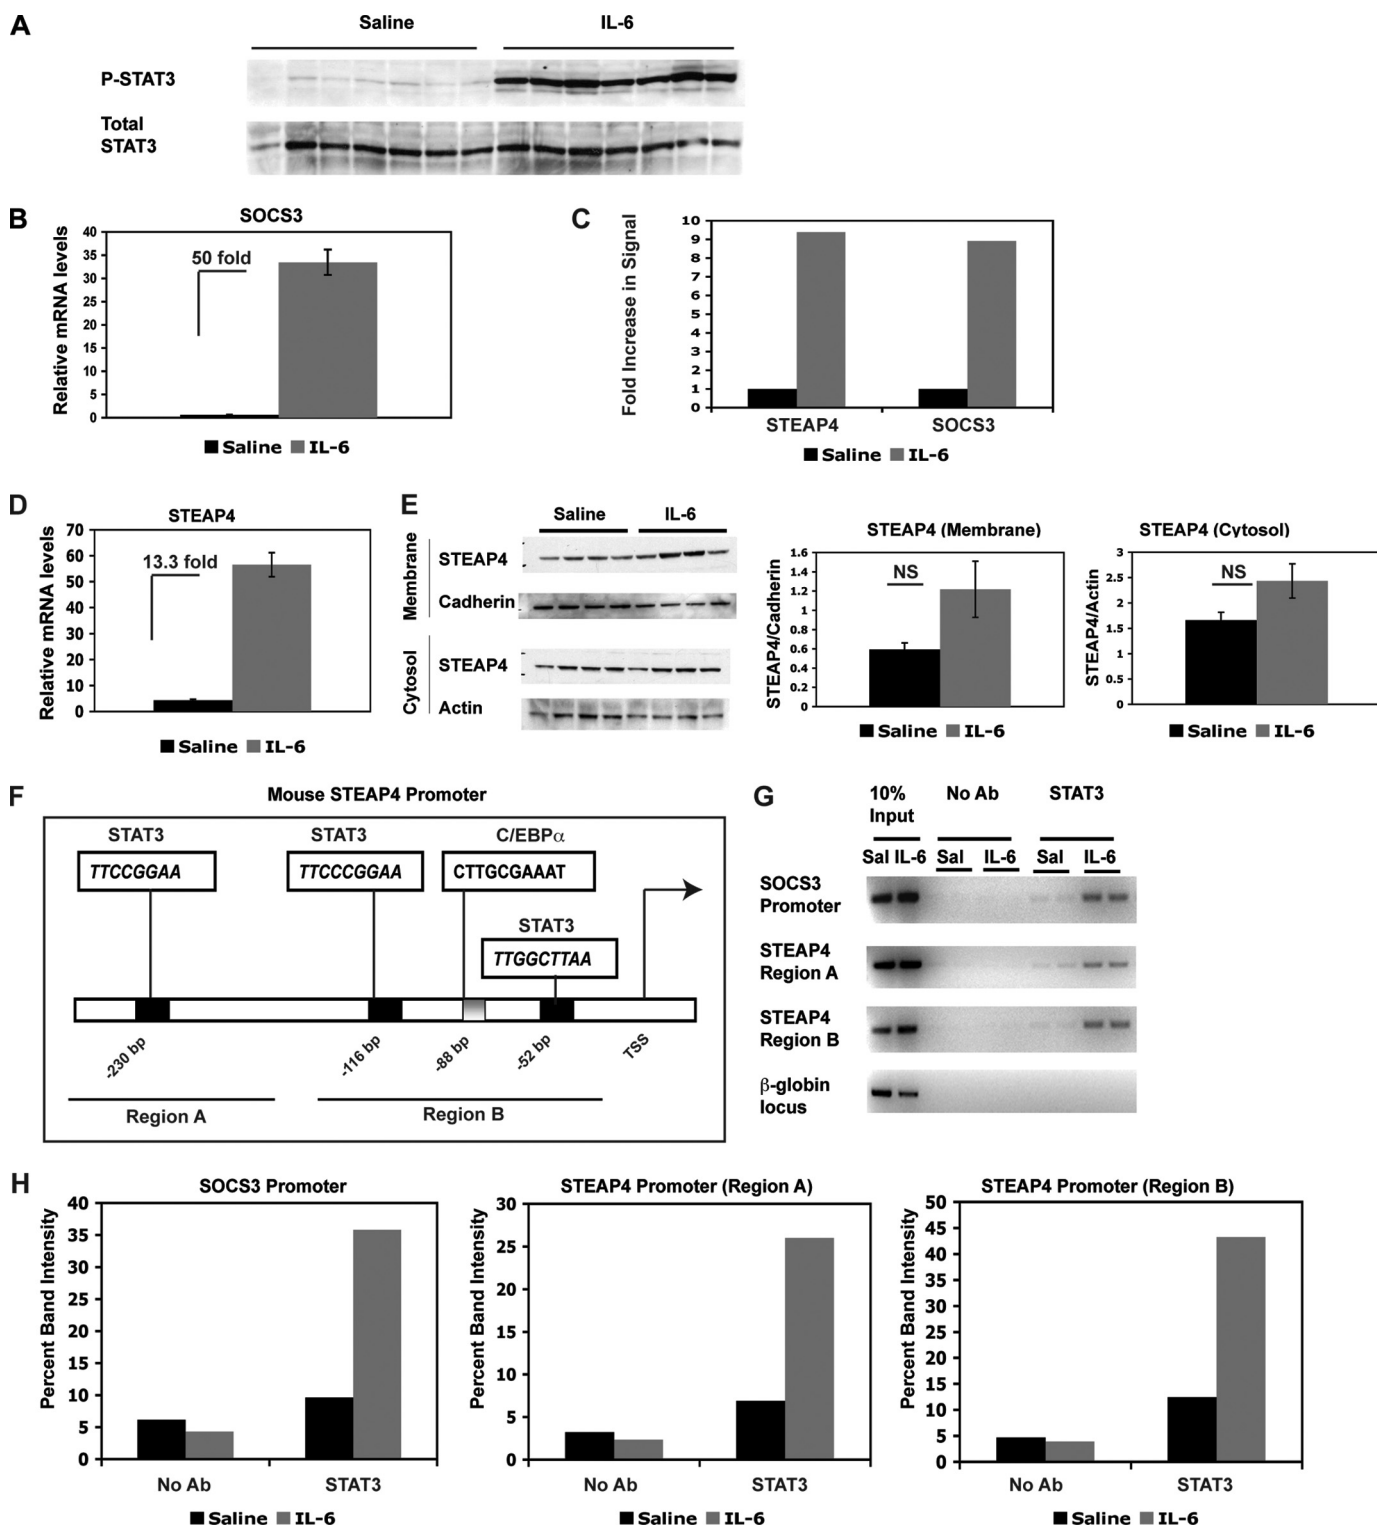 A
Saline IL-6
P-STAT3
Total
STAT3
B
SOCS3
Relative mRNA levels
40
35
30
25
20
15
10
5
0
50 fold
Saline IL-6
C
Fold Increase in Signal
10
9
8
7
6
5
4
3
2
1
0
STEAP4 SOCS3
Saline IL-6
D
STEAP4
Relative mRNA levels
70
60
50
40
30
20
10
0
13.3 fold
Saline IL-6
E
Saline IL-6
Membrane
STEAP4
Cadherin
Cytosol
STEAP4
Actin
STEAP4 (Membrane)
STEAP4/Cadherin
1.6
1.4
1.2
1
0.8
0.6
0.4
0.2
0
NS
Saline IL-6
STEAP4 (Cytosol)
STEAP4/Actin
3
2.5
2
1.5
1
0.5
0
NS
Saline IL-6
F
Mouse STEAP4 Promoter
STAT3 STAT3 C/EBPα
TTCCGGAA TTCCCGGAA CTTGCGAAAT
STAT3
TTGGCTTAA
-230 bp -116 bp -88 bp -52 bp TSS
Region A Region B
G
10% No Ab STAT3
Input
Sal IL-6 Sal IL-6 Sal IL-6
SOCS3
Promoter
STEAP4
Region A
STEAP4
Region B
β-globin
locus
H
SOCS3 Promoter
Percent Band Intensity
40
35
30
25
20
15
10
5
0
No Ab STAT3
Saline IL-6
STEAP4 Promoter (Region A)
Percent Band Intensity
30
25
20
15
10
5
0
No Ab STAT3
Saline IL-6
STEAP4 Promoter (Region B)
Percent Band Intensity
50
45
40
35
30
25
20
15
10
5
0
No Ab STAT3
Saline IL-6